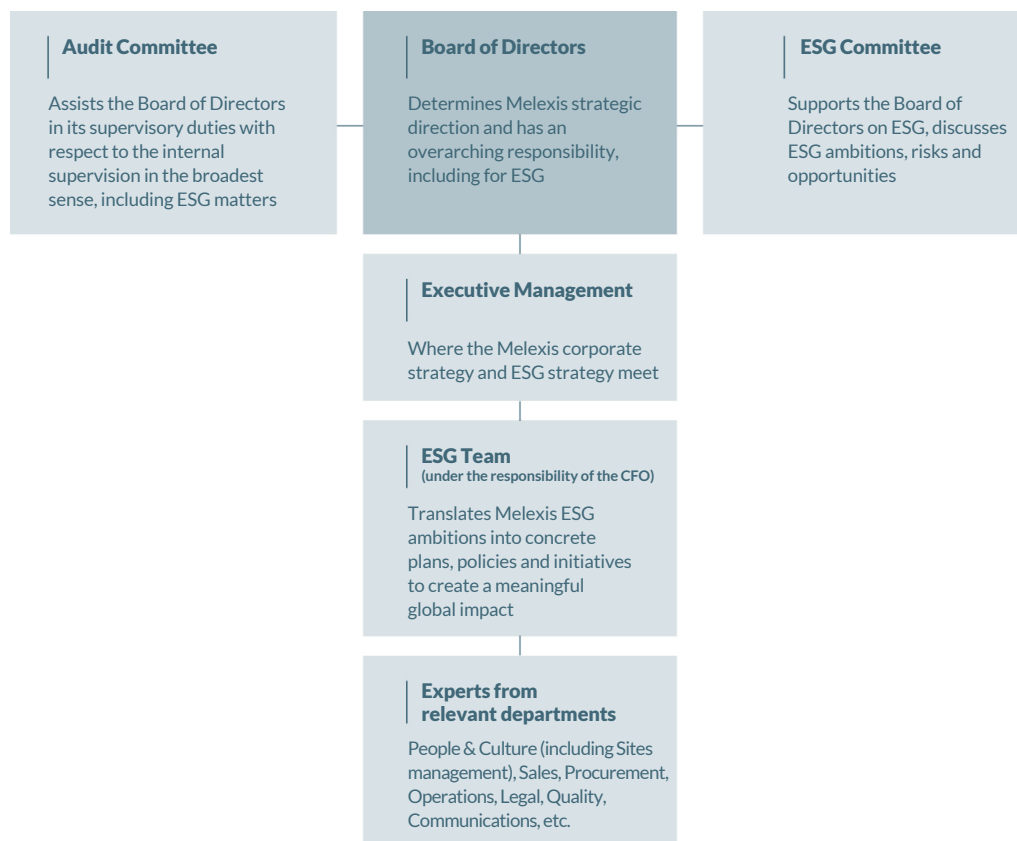 Audit Committee
Assists the Board of Directors
in its supervisory duties with
respect to the internal
supervision in the broadest
sense, including ESG matters
Board of Directors
Determines Melexis strategic
direction and has an
overarching responsibility,
including for ESG
ESG Committee
Supports the Board of
Directors on ESG, discusses
ESG ambitions, risks and
opportunities
Executive Management
Where the Melexis corporate
strategy and ESG strategy meet
ESG Team
(under the responsibility of the CFO)
Translates Melexis ESG
ambitions into concrete
plans, policies and initiatives
to create a meaningful
global impact
Experts from
relevant departments
People & Culture (including Sites
management), Sales, Procurement,
Operations, Legal, Quality,
Communications, etc.